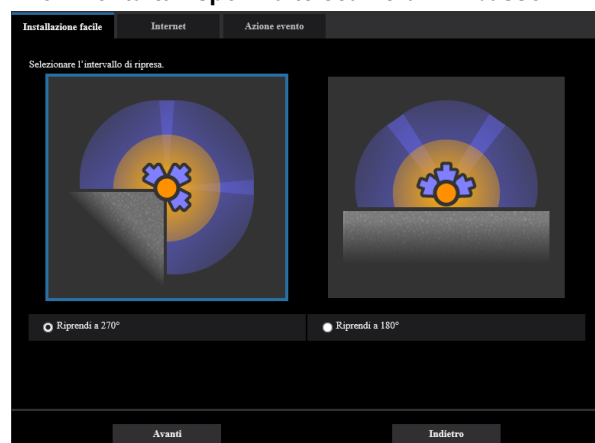 Installazione facile
Internet
Azione evento
Selezionare l'intervallo di ripresa.
Riprendi a 270°
Riprendi a 180°
Avanti
Indietro